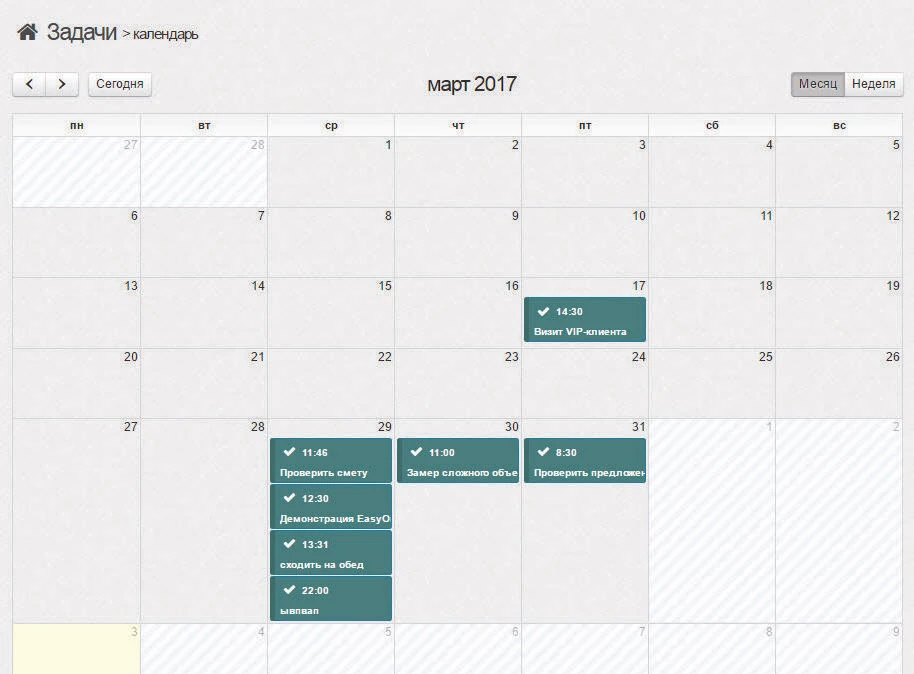 Задачи > календарь
Сегодня
март 2017
Месяц Неделя
пн вт ср чт пт сб вс
27 28 1 2 3 4 5
6 7 8 9 10 11 12
13 14 15 16 17 18 19
14:30
Визит VIP-клиента
20 21 22 23 24 25 26
27 28 29 30 31 1 2
11:46 11:00 8:30
Проверить смету Замер сложного объе Проверить предложен
12:30
Демонстрация EasyO
13:31
сходить на обед
22:00
ывпвап
3 4 5 6 7 8 9